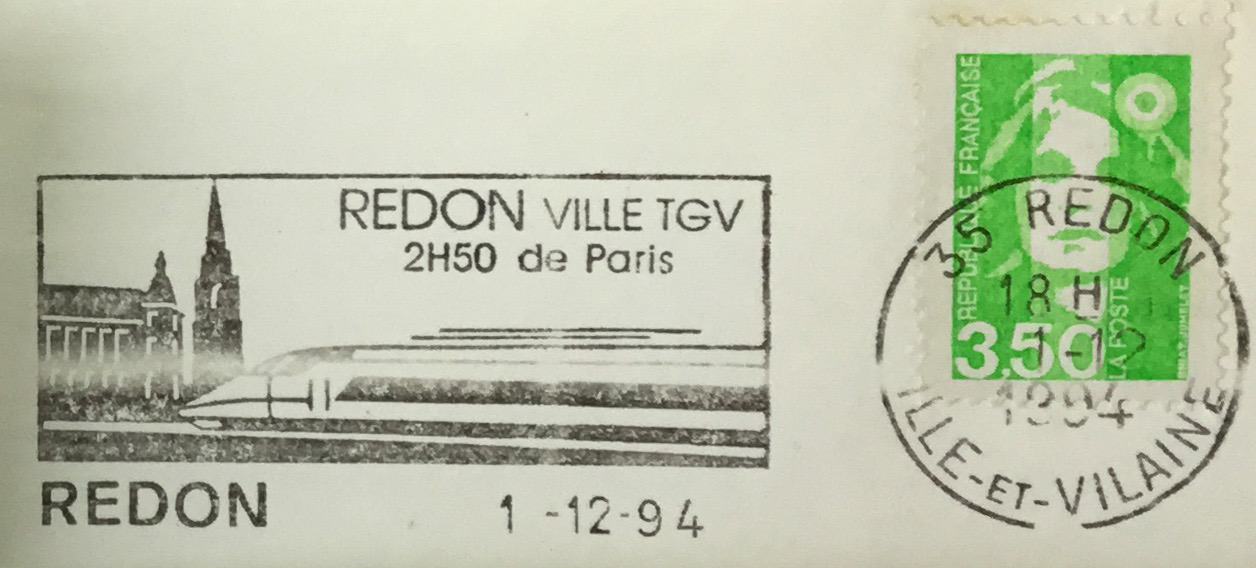 REDON VILLE TGV
2H50 de Paris
REDON
1 -12-94
RÉPUBLIQUE FRANÇAISE
3,50
LA POSTE
35 REDON
18 H
1-12
1994
ILLE-ET-VILAINE